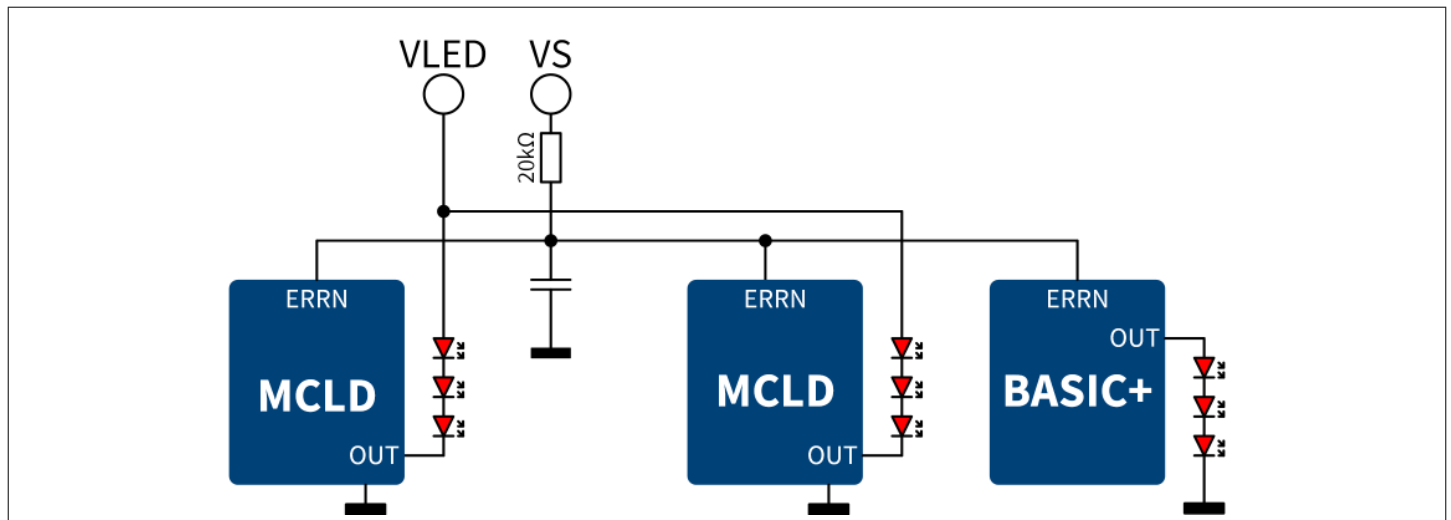 VLED VS
20kΩ
ERRN ERRN ERRN
OUT
MCLD MCLD BASIC+
OUT OUT